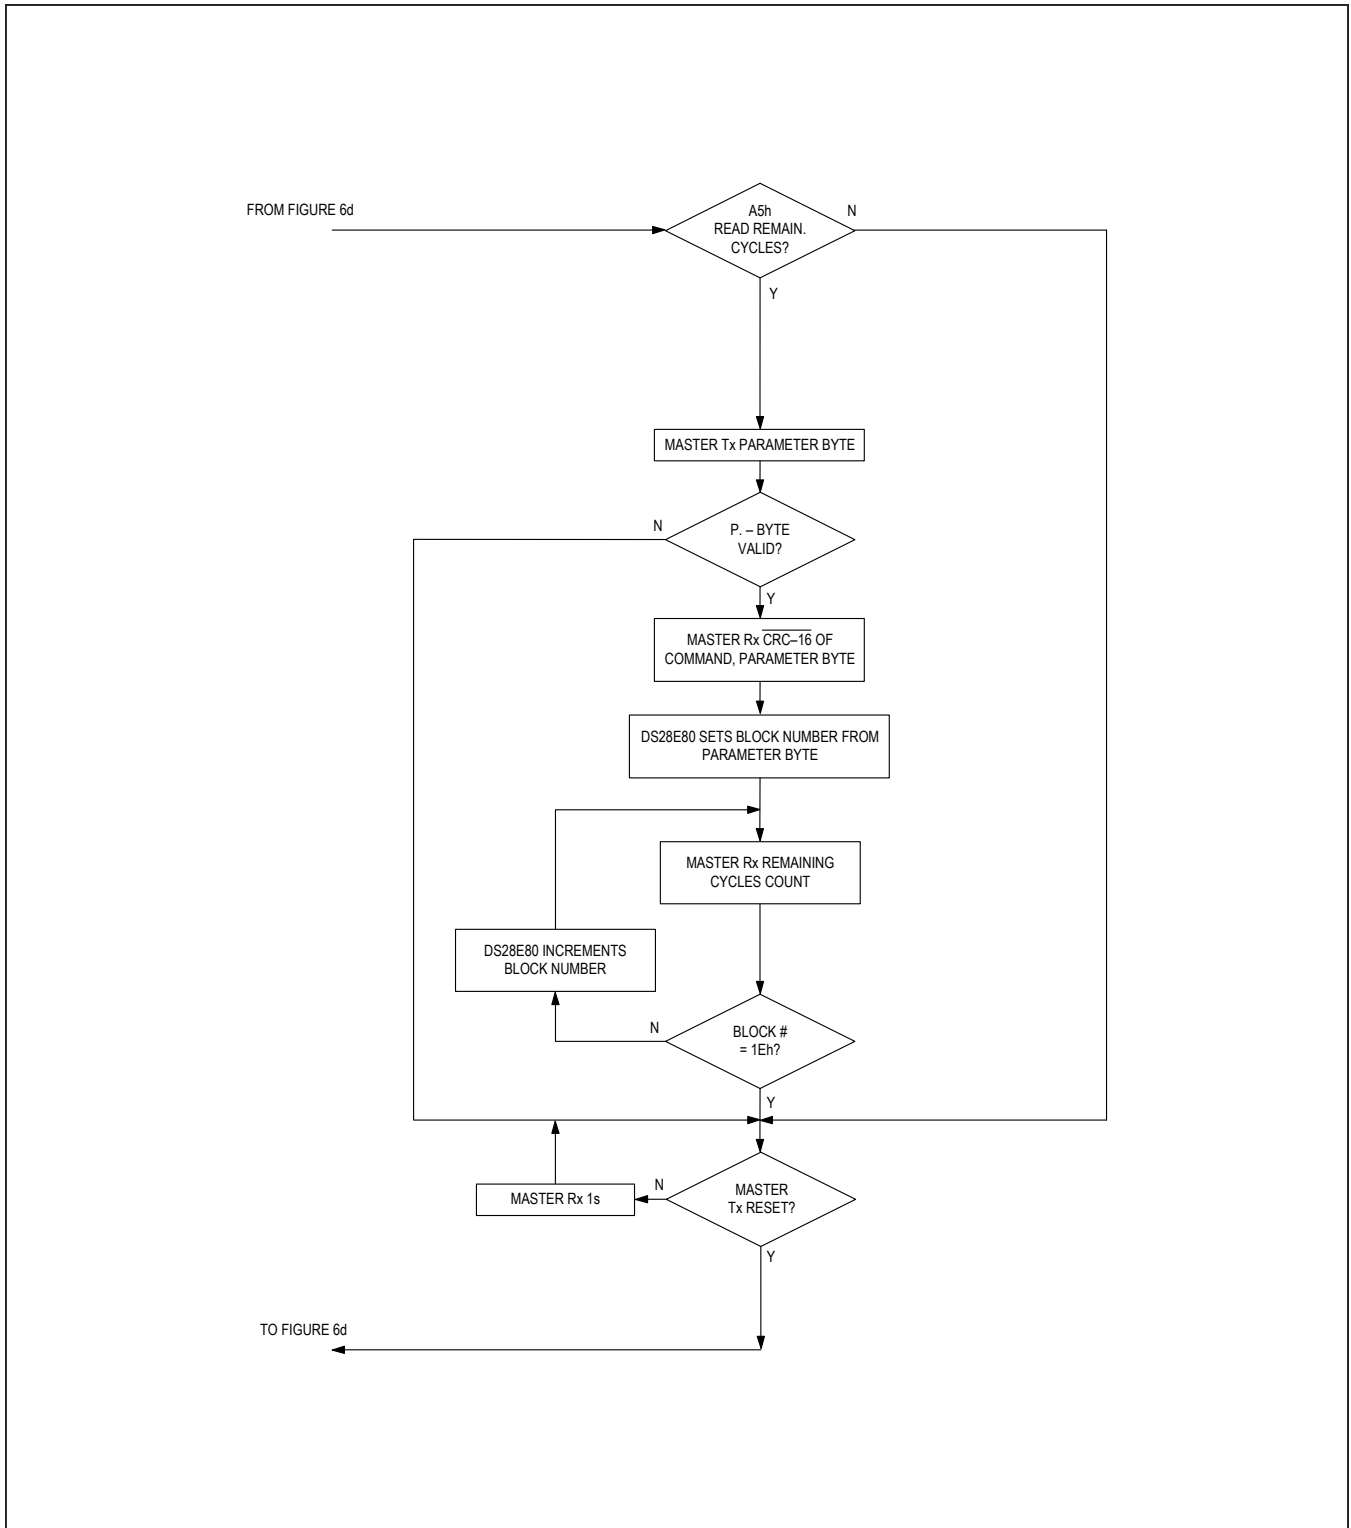 FROM FIGURE 6d
A5h
READ REMAIN.
CYCLES?
N
Y
MASTER Tx PARAMETER BYTE
N
P. – BYTE
VALID?
Y
MASTER Rx CRC–16 OF
COMMAND, PARAMETER BYTE
DS28E80 SETS BLOCK NUMBER FROM
PARAMETER BYTE
MASTER Rx REMAINING
CYCLES COUNT
DS28E80 INCREMENTS
BLOCK NUMBER
N
BLOCK #
= 1Eh?
Y
MASTER Rx 1s
N
MASTER
Tx RESET?
Y
TO FIGURE 6d